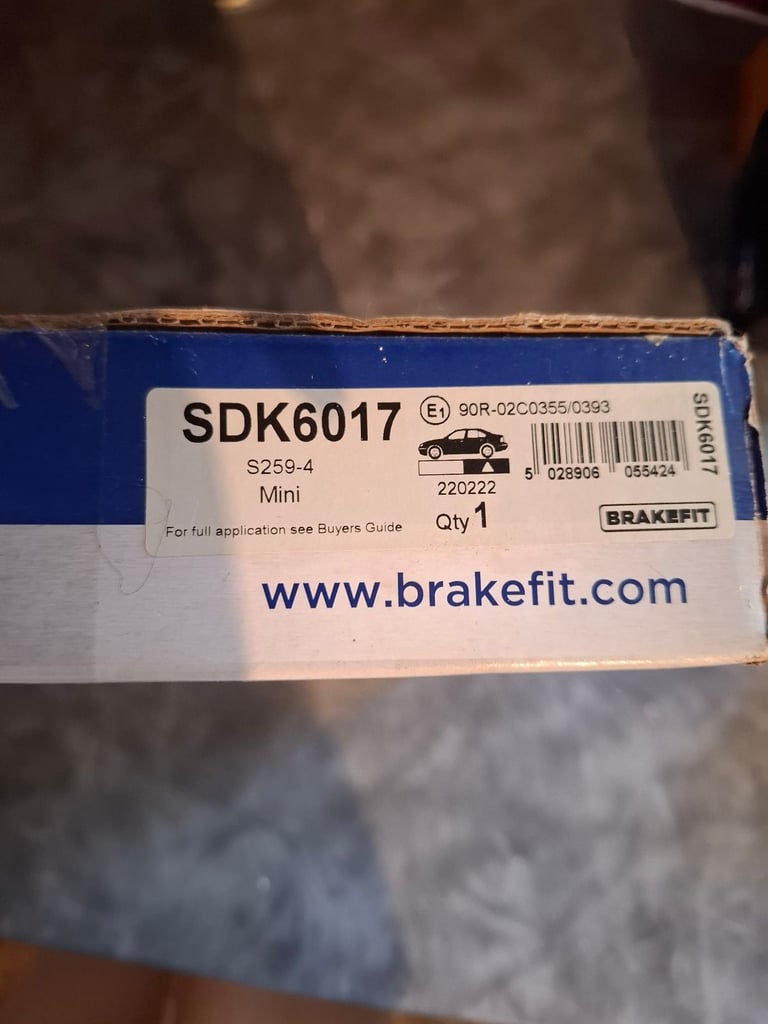 SDK6017
S259-4
Mini
For full application see Buyers Guide
E1 90R-02C0355/0393
220222
Qty 1
5 028906 055424
SDK6017
BRAKEFIT
www.brakefit.com